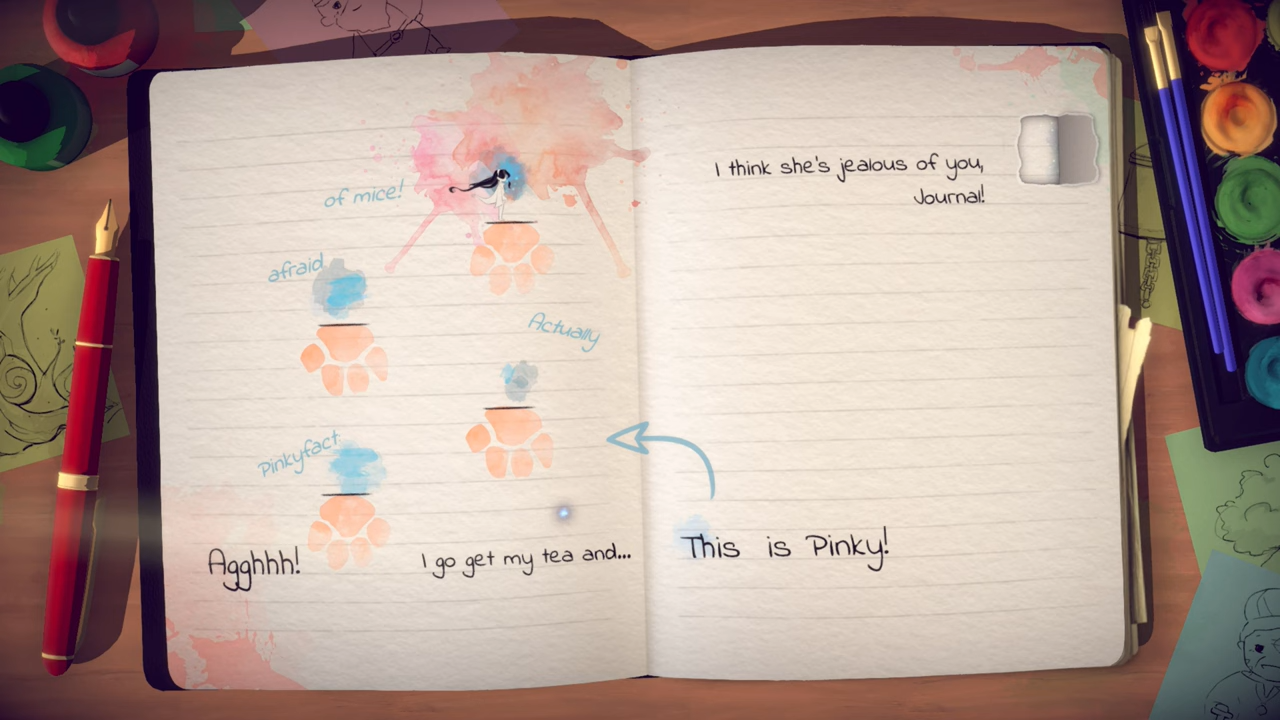 of mice!
afraid
Actually
Pinkyfact
Agghhh!
I go get my tea and...
I think she's jealous of you,
Journal!
This is Pinky!